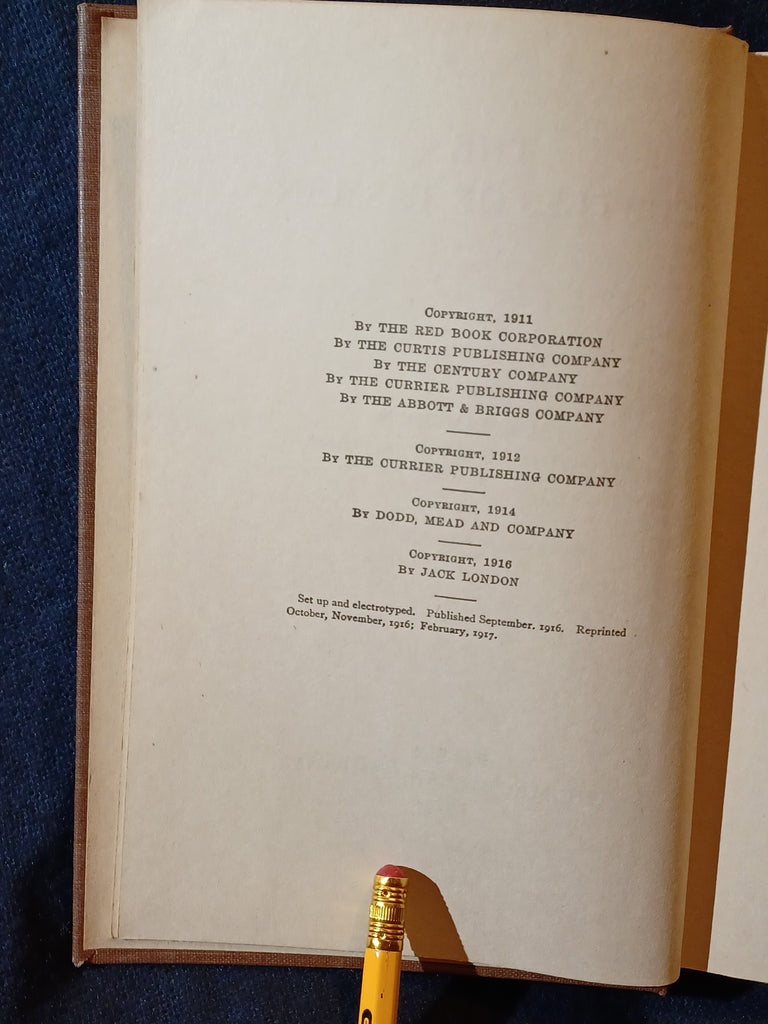 COPYRIGHT, 1911
BY THE RED BOOK CORPORATION
BY THE CURTIS PUBLISHING COMPANY
BY THE CENTURY COMPANY
BY THE CURRIER PUBLISHING COMPANY
BY THE ABBOTT & BRIGGS COMPANY
COPYRIGHT, 1912
BY THE CURRIER PUBLISHING COMPANY
COPYRIGHT, 1914
BY DODD, MEAD AND COMPANY
COPYRIGHT, 1916
BY JACK LONDON
Set up and electrotyped. Published September, 1916. Reprinted
October, November, 1916; February, 1917.